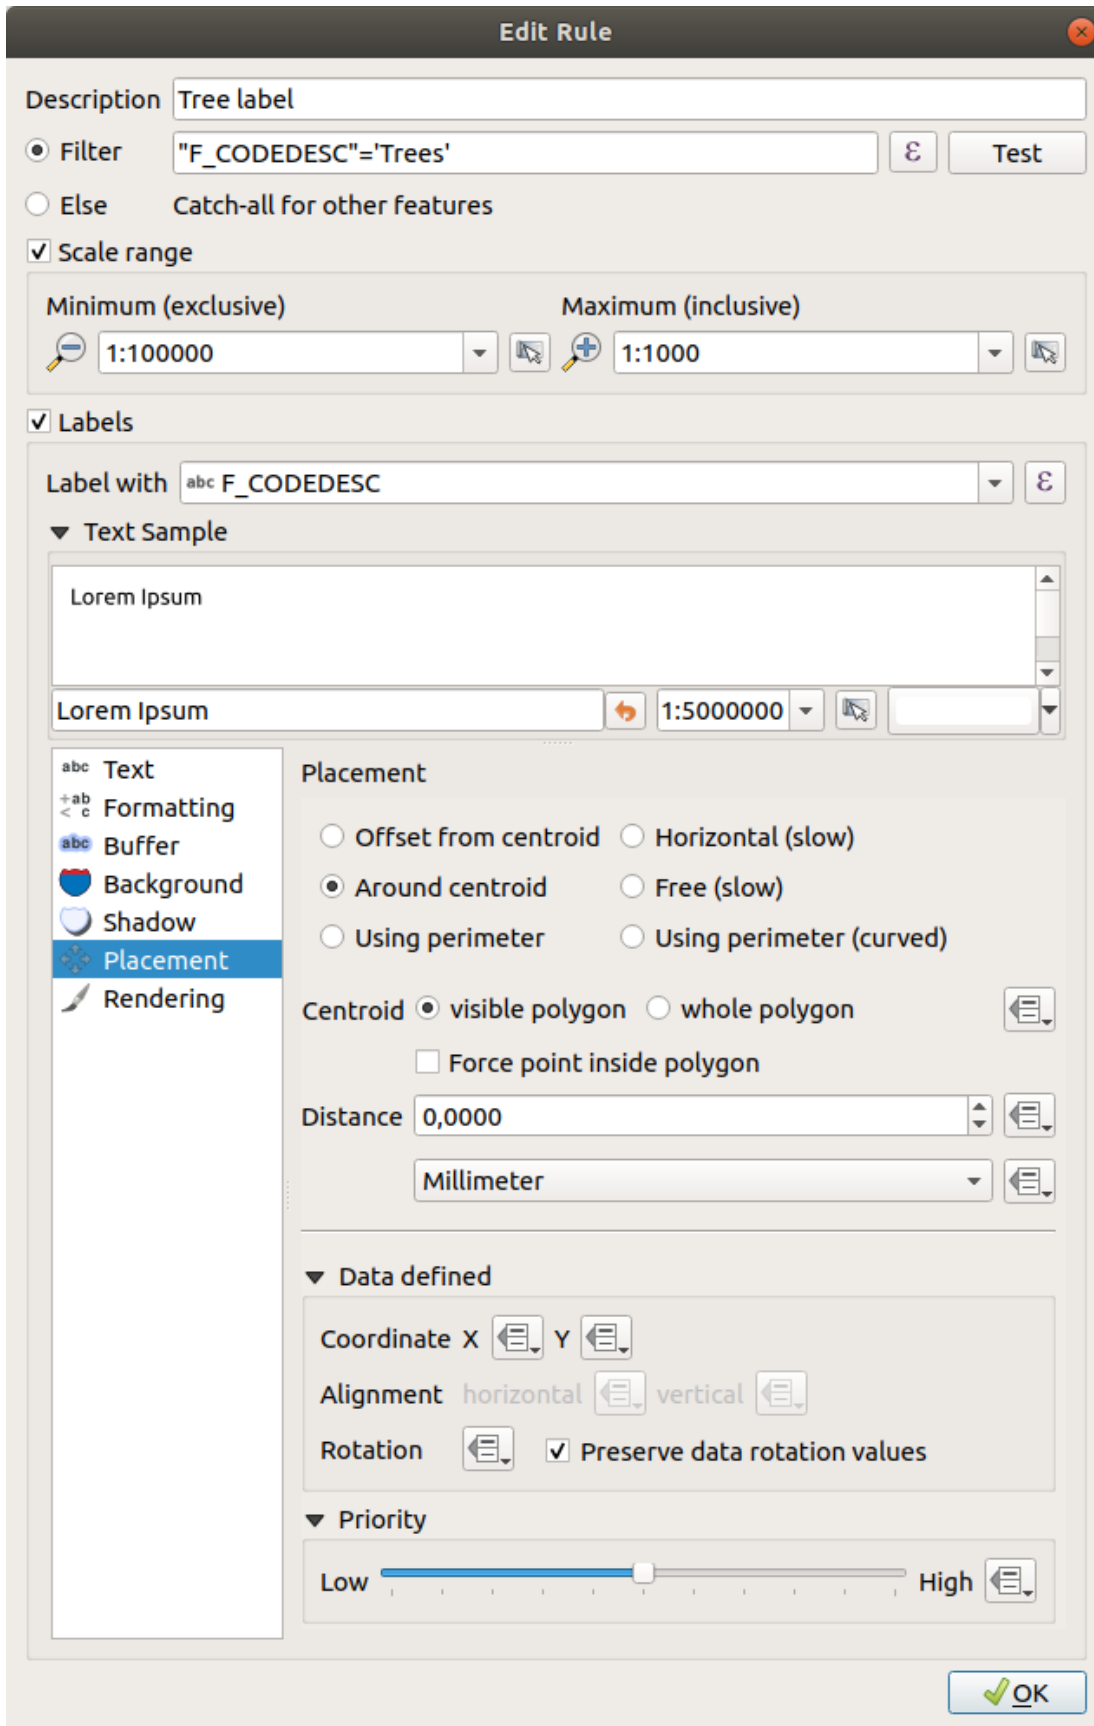 Edit Rule
Description Tree label
Filter "F_CODEDESC"='Trees' ε Test
Else Catch-all for other features
Scale range
Minimum (exclusive) Maximum (inclusive)
1:100000 1:1000
Labels
Label with abc F_CODEDESC ε
Text Sample
Lorem Ipsum
Lorem Ipsum 1:5000000
abc Text
+ab < c Formatting
abc Buffer
Background
Shadow
Placement
Rendering
Placement
Offset from centroid Horizontal (slow)
Around centroid Free (slow)
Using perimeter Using perimeter (curved)
Centroid visible polygon whole polygon
Force point inside polygon
Distance 0,0000
Millimeter
Data defined
Coordinate X Y
Alignment horizontal vertical
Rotation Preserve data rotation values
Priority
Low High
OK